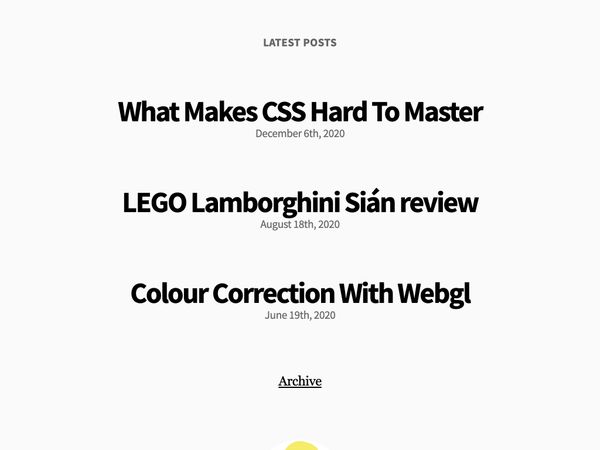 LATEST POSTS
What Makes CSS Hard To Master
December 6th, 2020
LEGO Lamborghini Sián review
August 18th, 2020
Colour Correction With Webgl
June 19th, 2020
Archive